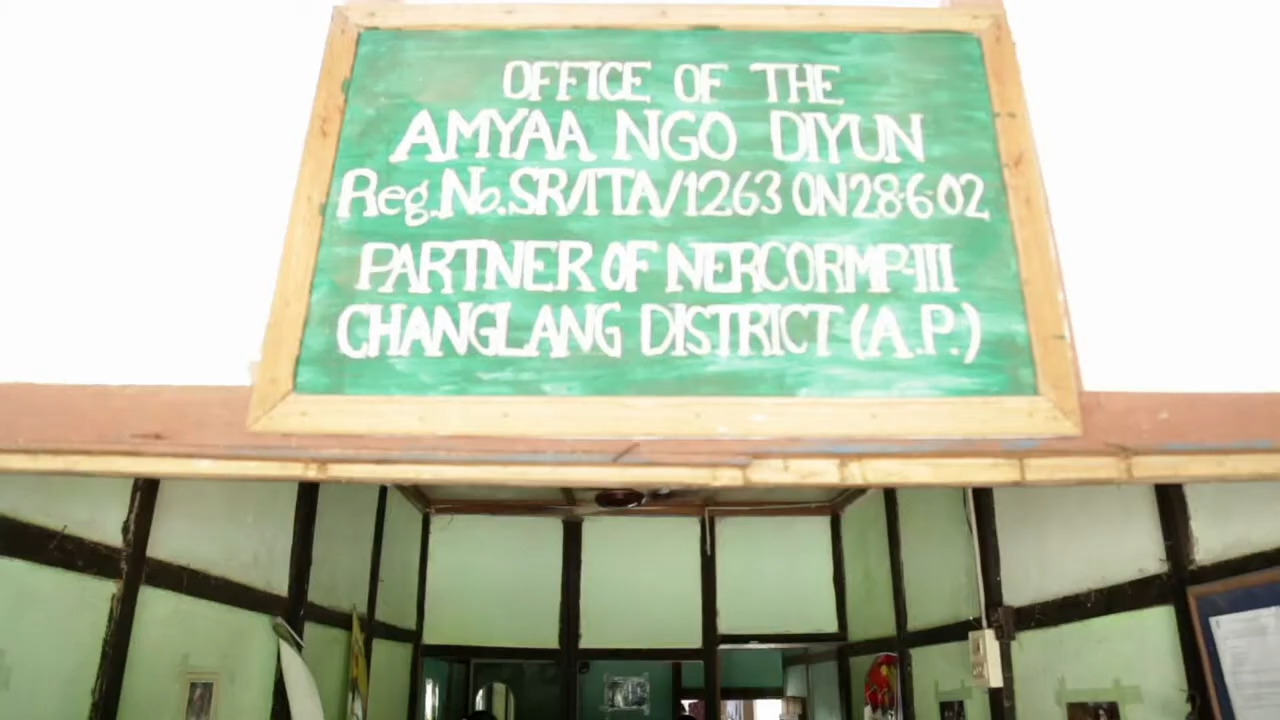 OFFICE OF THE
AMYAA NGO DIYUN
Reg.No.SR/ITA/1263 ON 28-6-02
PARTNER OF NERCORMP-III
CHANGLANG DISTRICT (A.P.)